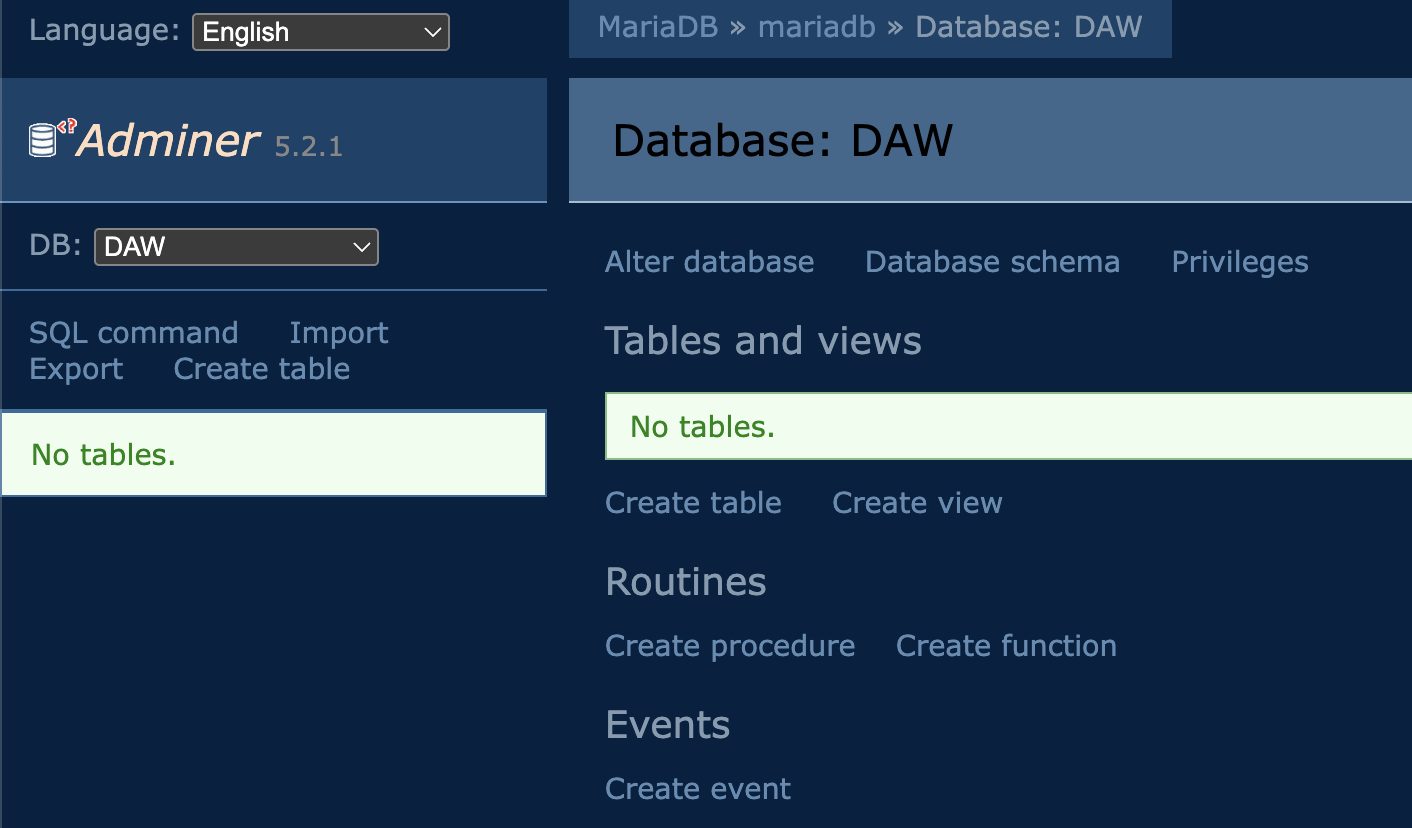 Language: English
MariaDB » mariadb » Database: DAW
Adminer 5.2.1
Database: DAW
DB: DAW
Alter database Database schema Privileges
SQL command Import
Export Create table
No tables.
Tables and views
No tables.
Create table Create view
Routines
Create procedure Create function
Events
Create event